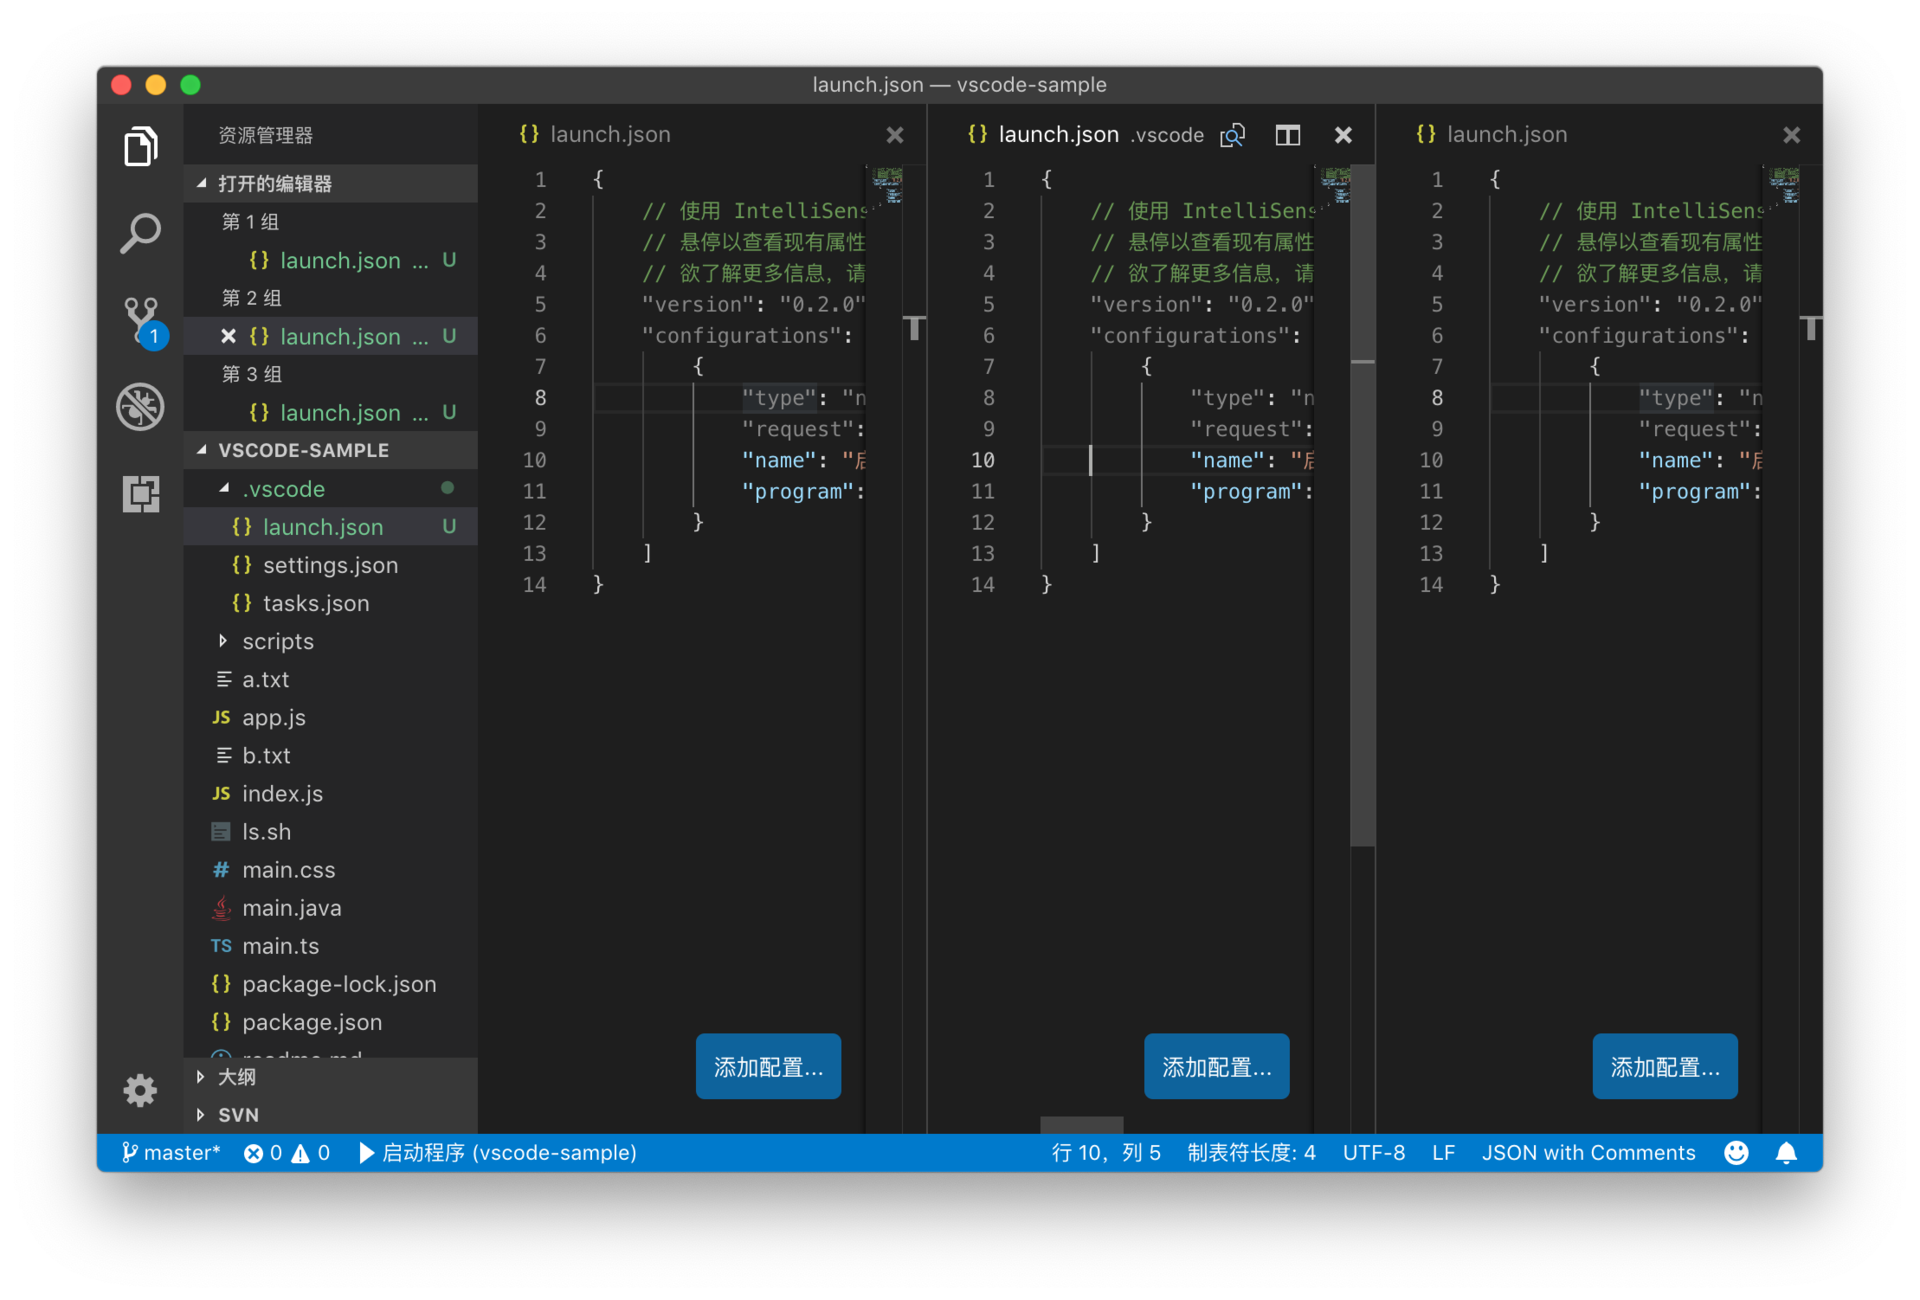 launch.json — vscode-sample
资源管理器
打开的编辑器
第 1 组
{} launch.json ... U
第 2 组
{} launch.json ... U
第 3 组
{} launch.json ... U
VSCODE-SAMPLE
.vscode
{} launch.json U
{} settings.json
{} tasks.json
scripts
a.txt
JS app.js
b.txt
JS index.js
ls.sh
# main.css
main.java
TS main.ts
{} package-lock.json
{} package.json
readme.md
大纲
SVN
1
{} launch.json
1 {
2 // 使用 IntelliSens
3 // 悬停以查看现有属性
4 // 欲了解更多信息，请
5 "version": "0.2.0"
6 "configurations":
7 {
8 "type": "n
9 "request":
10 "name": "启
11 "program":
12 }
13 ]
14 }
添加配置...
{} launch.json .vscode
1 {
2 // 使用 IntelliSens
3 // 悬停以查看现有属性
4 // 欲了解更多信息，请
5 "version": "0.2.0"
6 "configurations":
7 {
8 "type": "n
9 "request":
10 "name": "启
11 "program":
12 }
13 ]
14 }
添加配置...
{} launch.json
1 {
2 // 使用 IntelliSens
3 // 悬停以查看现有属性
4 // 欲了解更多信息，请
5 "version": "0.2.0"
6 "configurations":
7 {
8 "type": "n
9 "request":
10 "name": "启
11 "program":
12 }
13 ]
14 }
添加配置...
master* 0 0 启动程序 (vscode-sample) 行 10，列 5 制表符长度: 4 UTF-8 LF JSON with Comments